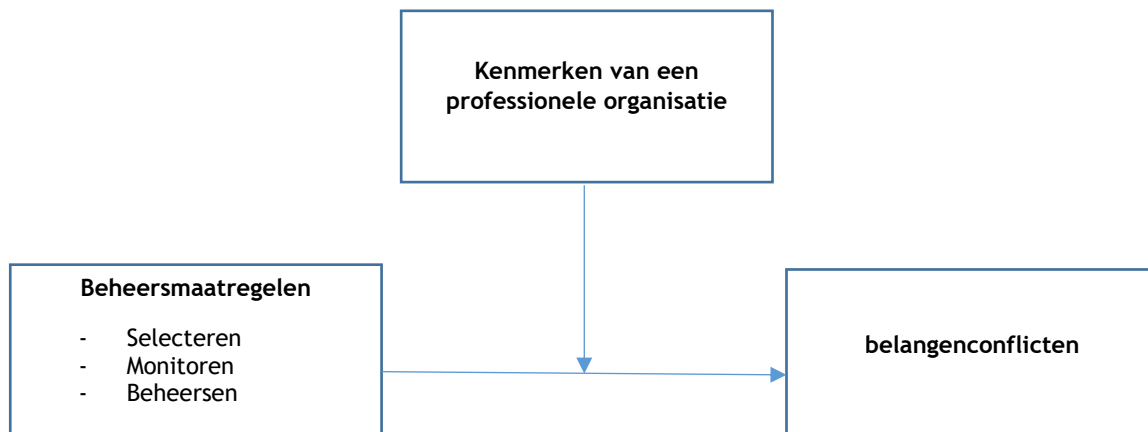 Kenmerken van een
professionele organisatie
Beheersmaatregelen
- Selecteren
- Monitoren
- Beheersen
belangenconflicten